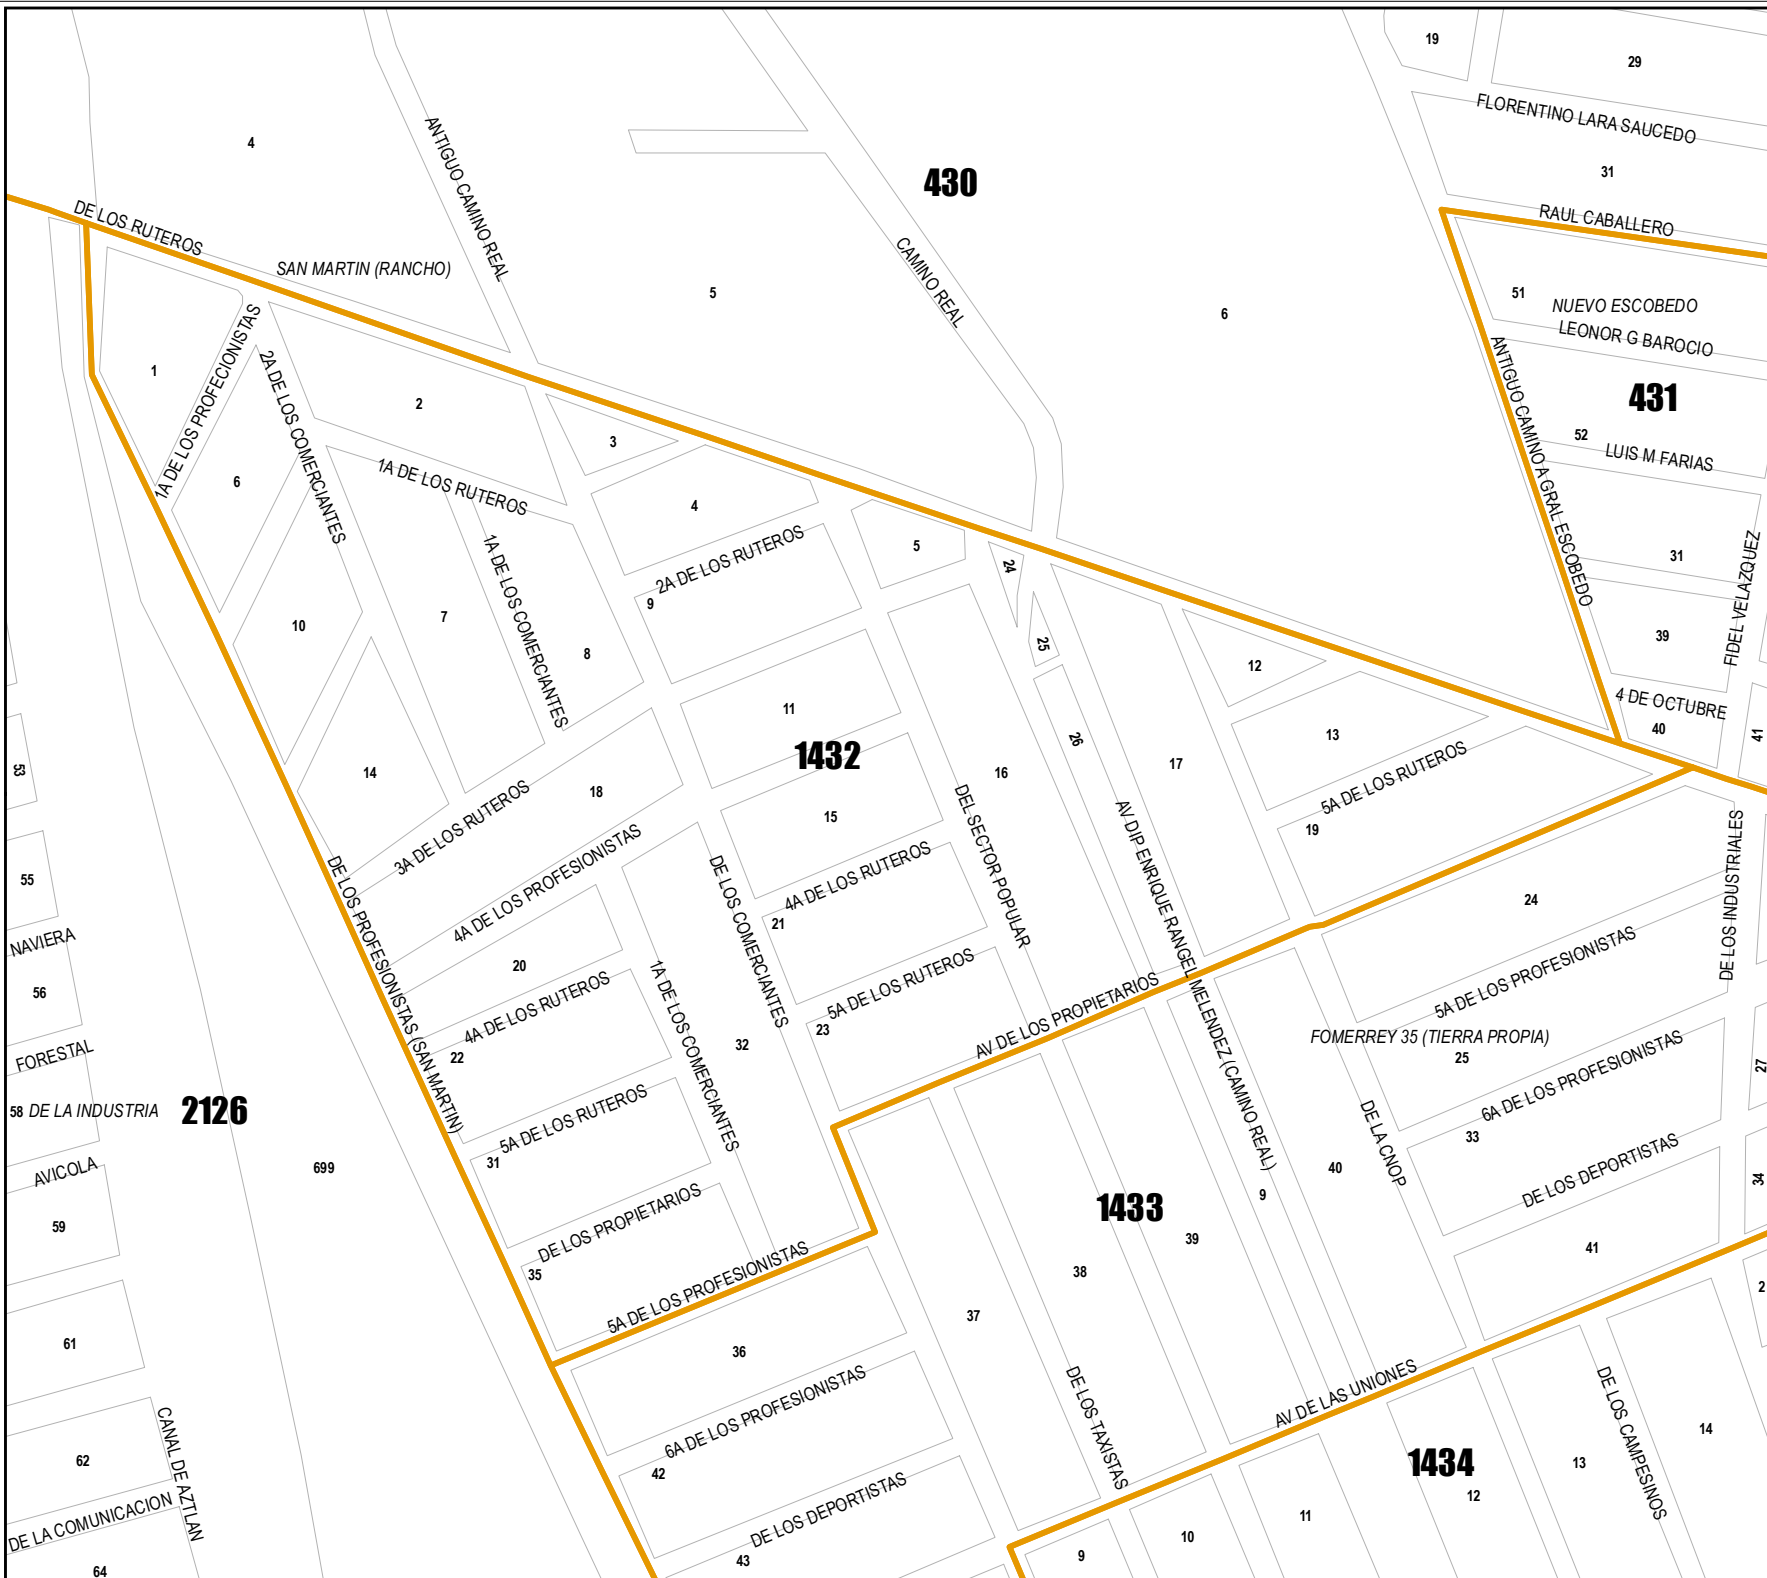 19
29
FLORENTINO LARA SAUCEDO
4
ANTIGUO CAMINO REAL
430
31
DE LOS RUTEROS
RAUL CABALLERO
SAN MARTIN (RANCHO)
CAMINO REAL
5
6
51
NUEVO ESCOBEDO
LEONOR G BAROCIO
1
1A DE LOS PROFECIONISTAS
2A DE LOS COMERCIANTES
2
3
ANTIGUO CAMINO A GRAL ESCOBEDO
431
52
LUIS M FARIAS
6
1A DE LOS RUTEROS
4
1A DE LOS COMERCIANTES
2A DE LOS RUTEROS
5
24
31
FIDEL VELAZQUEZ
10
7
9
8
25
12
39
4 DE OCTUBRE
40
41
11
26
13
53
14
1432
16
17
5A DE LOS RUTEROS
18
3A DE LOS RUTEROS
15
DEL SECTOR POPULAR
AV DIP ENRIQUE RANGEL MELENDEZ (CAMINO REAL)
19
DE LOS INDUSTRIALES
55
DE LOS PROFESIONISTAS (SAN MARTIN)
4A DE LOS PROFESIONISTAS
DE LOS COMERCIANTES
4A DE LOS RUTEROS
21
24
NAVIERA
20
5A DE LOS PROFESIONISTAS
56
4A DE LOS RUTEROS
1A DE LOS COMERCIANTES
5A DE LOS RUTEROS
23
AV DE LOS PROPIETARIOS
FORESTAL
22
32
FOMERREY 35 (TIERRA PROPIA)
25
27
58
DE LA INDUSTRIA
2126
5A DE LOS RUTEROS
6A DE LOS PROFESIONISTAS
DE LA CNOP
33
AVICOLA
699
31
40
DE LOS DEPORTISTAS
34
59
DE LOS PROPIETARIOS
1433
9
39
41
35
5A DE LOS PROFESIONISTAS
38
2
61
36
37
6A DE LOS PROFESIONISTAS
DE LOS TAXISTAS
AV DE LAS UNIONES
DE LOS CAMPESINOS
14
62
CANAL DE AZTLAN
42
1434
13
12
DE LA COMUNICACION
DE LOS DEPORTISTAS
11
10
43
9
64